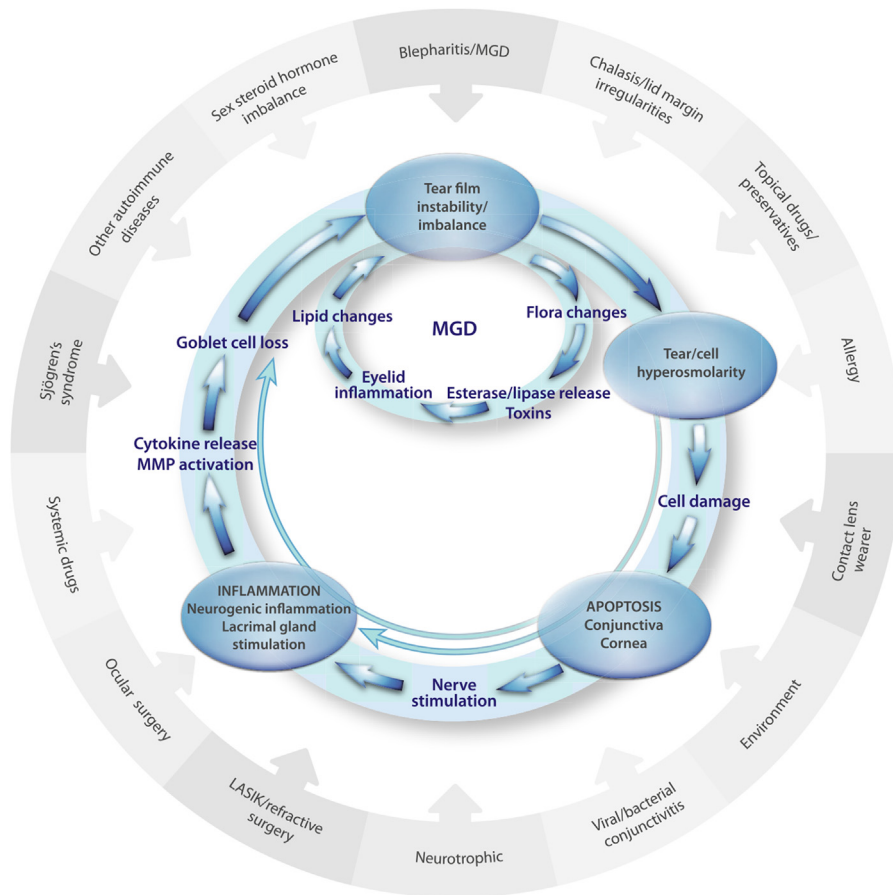 Blepharitis/MGD
Chalasis/lid margin
irregularities
Topical drugs/
preservatives
Allergy
Contact lens
wearer
Environment
Viral/bacterial
conjunctivitis
Neurotrophic
LASIK/refractive
surgery
Ocular surgery
Systemic drugs
Sjögren's
syndrome
Other autoimmune
diseases
Sex steroid hormone
imbalance
Tear film
instability/
imbalance
Tear/cell
hyperosmolarity
Cell damage
APOPTOSIS
Conjunctiva
Cornea
Nerve
stimulation
INFLAMMATION
Neurogenic inflammation
Lacrimal gland
stimulation
Cytokine release
MMP activation
Goblet cell loss
MGD
Flora changes
Esterase/lipase release
Toxins
Eyelid
inflammation
Lipid changes